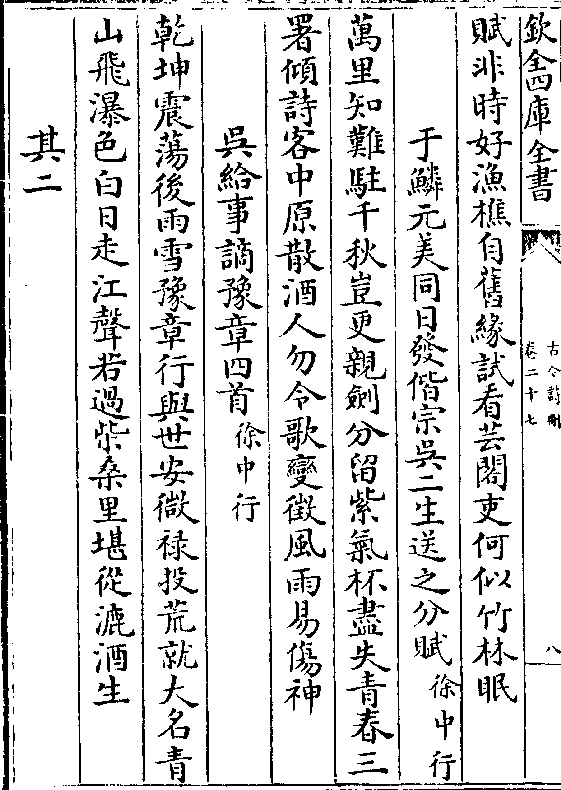 欽定四庫全書
古今詩刪
卷二十七
八
賦非時好漁樵自舊緣試看芸閣吏何似竹林眠
于鱗元美同日發偕宗吳二生送之分賦 徐中行
萬里知難駐千秋豈更親劍分留紫氣杯盡失青春三
署傾詩客中原散酒人勿令歌變徵風雨易傷神
吳給事謫豫章四首 徐中行
乾坤震蕩後雨雪豫章行與世安微祿投荒就大名青
山飛瀑色白日走江聲若過柴桑里堪從漉酒生
其二